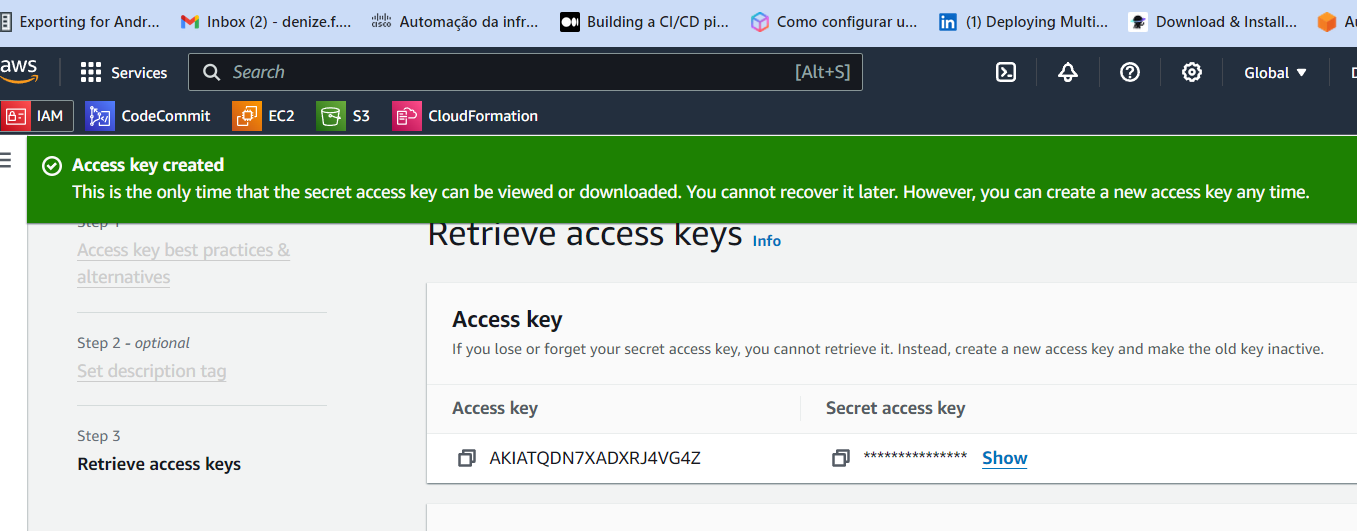 Exporting for Andr... Inbox (2) - denize.f.... cisco Automação da infr... Building a CI/CD pi... Como configurar u... in (1) Deploying Multi... Download & Install...
aws Services Search [Alt+S] Global
IAM CodeCommit EC2 S3 CloudFormation
Access key created
This is the only time that the secret access key can be viewed or downloaded. You cannot recover it later. However, you can create a new access key any time.
Step 1
Access key best practices &
alternatives
Step 2 - optional
Set description tag
Step 3
Retrieve access keys
Retrieve access keys Info
Access key
If you lose or forget your secret access key, you cannot retrieve it. Instead, create a new access key and make the old key inactive.
Access key Secret access key
AKIATQDN7XADXRJ4VG4Z *************** Show